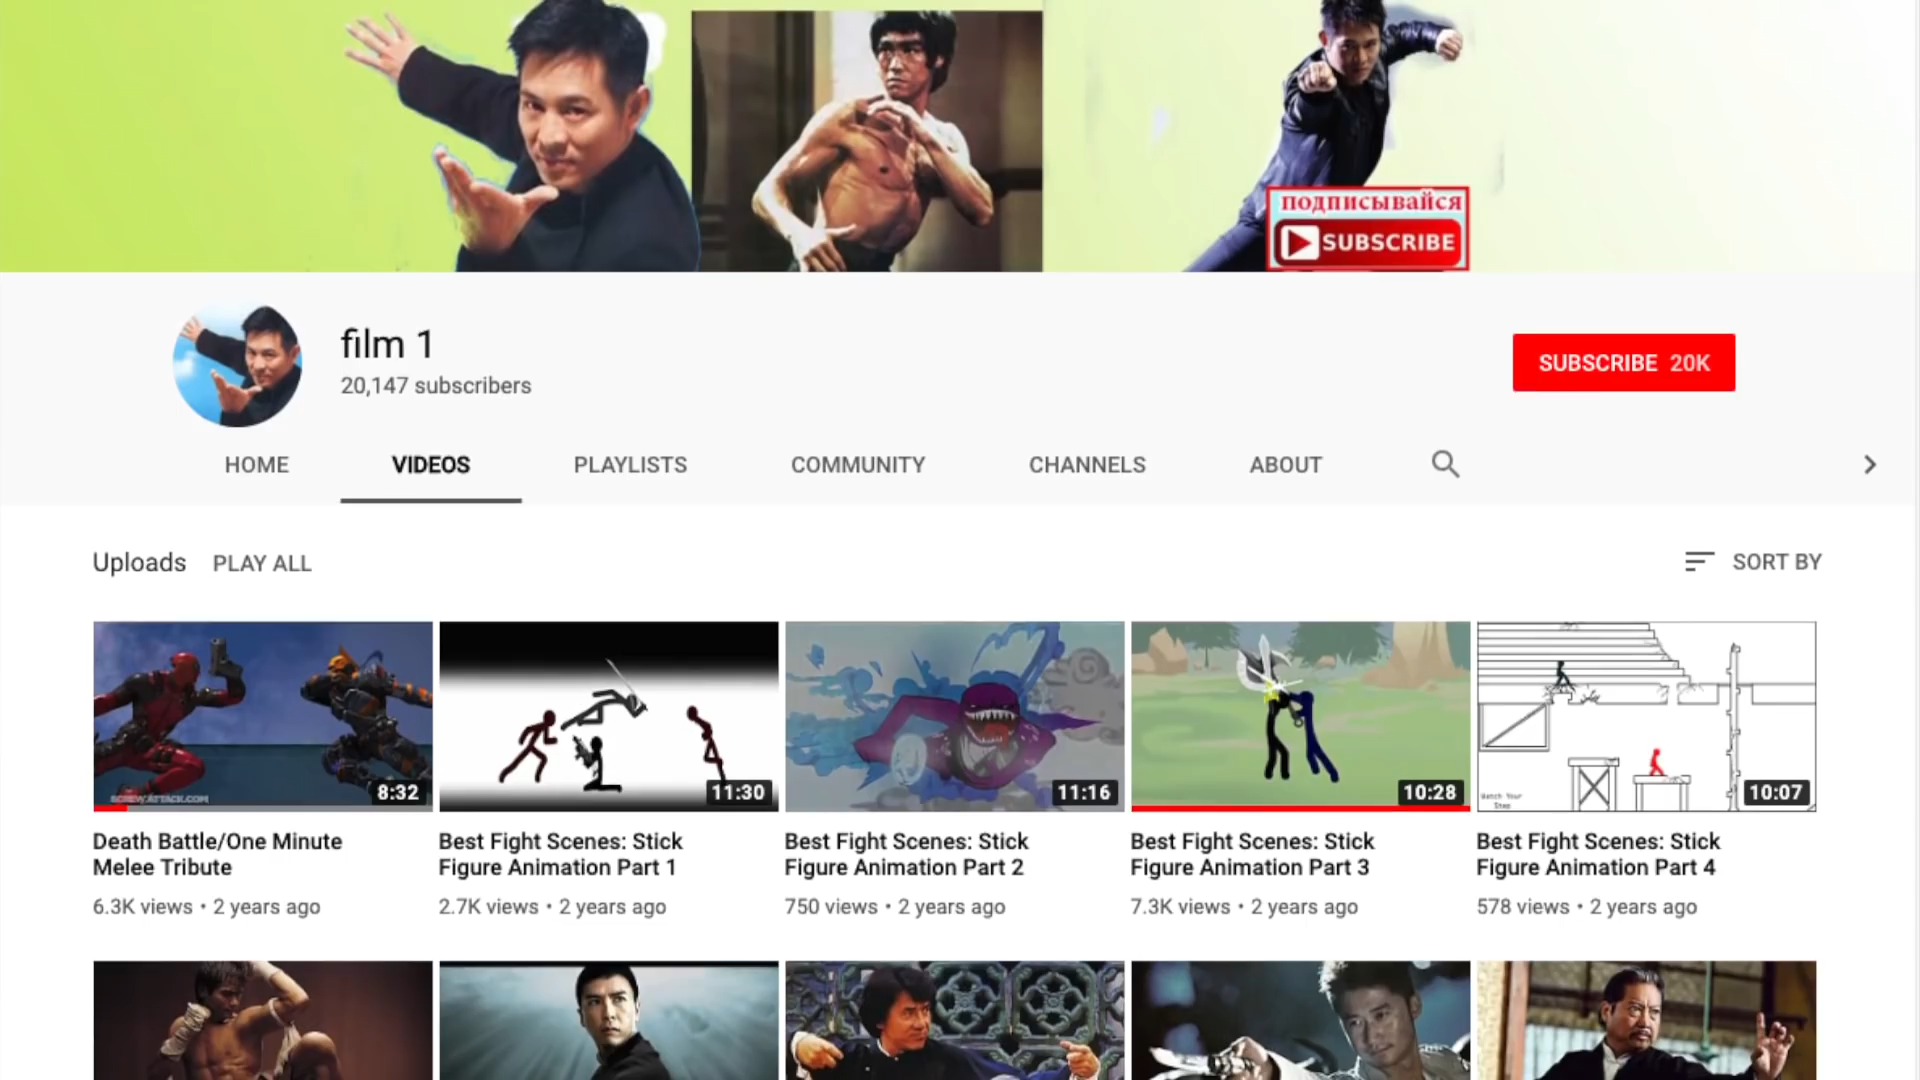 подписывайся
SUBSCRIBE
film 1
20,147 subscribers
SUBSCRIBE 20K
HOME VIDEOS PLAYLISTS COMMUNITY CHANNELS ABOUT
Uploads PLAY ALL SORT BY
SCREWATTACK.COM
8:32 11:30 11:16 10:28 10:07
Watch Your
Step
Death Battle/One Minute
Melee Tribute
6.3K views • 2 years ago
Best Fight Scenes: Stick
Figure Animation Part 1
2.7K views • 2 years ago
Best Fight Scenes: Stick
Figure Animation Part 2
750 views • 2 years ago
Best Fight Scenes: Stick
Figure Animation Part 3
7.3K views • 2 years ago
Best Fight Scenes: Stick
Figure Animation Part 4
578 views • 2 years ago